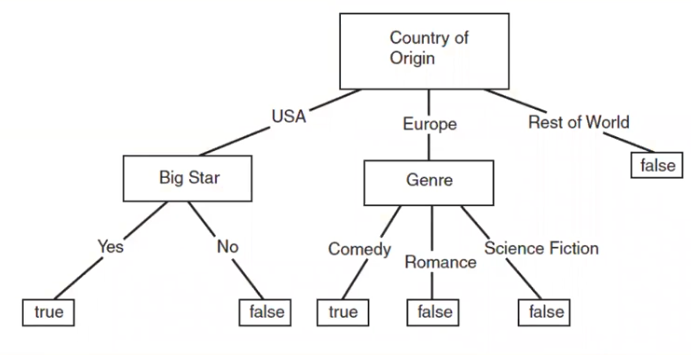 Country of
Origin
USA
Europe
Rest of World
false
Big Star
Genre
Yes
No
Comedy
Romance
Science Fiction
true
false
true
false
false